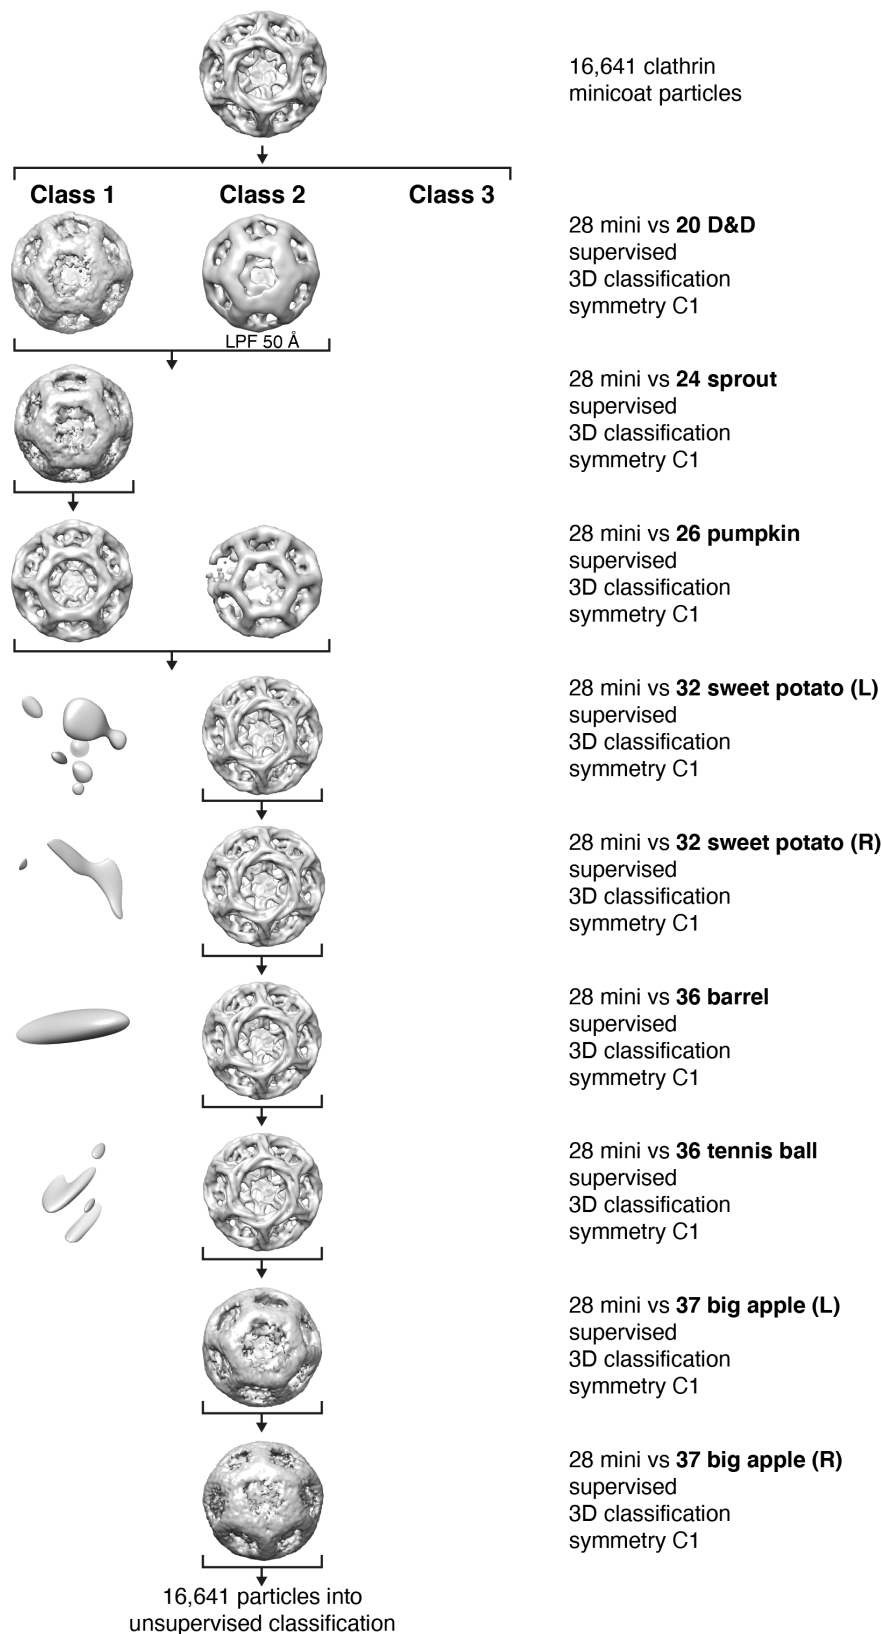 16,641 clathrin
minicoat particles
Class 1 Class 2 Class 3
28 mini vs 20 D&D
supervised
3D classification
symmetry C1
LPF 50 Å
28 mini vs 24 sprout
supervised
3D classification
symmetry C1
28 mini vs 26 pumpkin
supervised
3D classification
symmetry C1
28 mini vs 32 sweet potato (L)
supervised
3D classification
symmetry C1
28 mini vs 32 sweet potato (R)
supervised
3D classification
symmetry C1
28 mini vs 36 barrel
supervised
3D classification
symmetry C1
28 mini vs 36 tennis ball
supervised
3D classification
symmetry C1
28 mini vs 37 big apple (L)
supervised
3D classification
symmetry C1
28 mini vs 37 big apple (R)
supervised
3D classification
symmetry C1
16,641 particles into
unsupervised classification